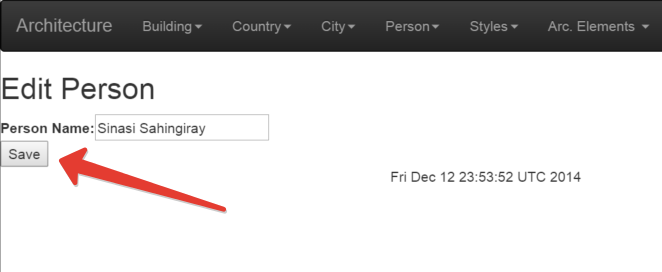 Architecture Building Country City Person Styles Arc. Elements
Edit Person
Person Name: Sinasi Sahingiray
Save
Fri Dec 12 23:53:52 UTC 2014